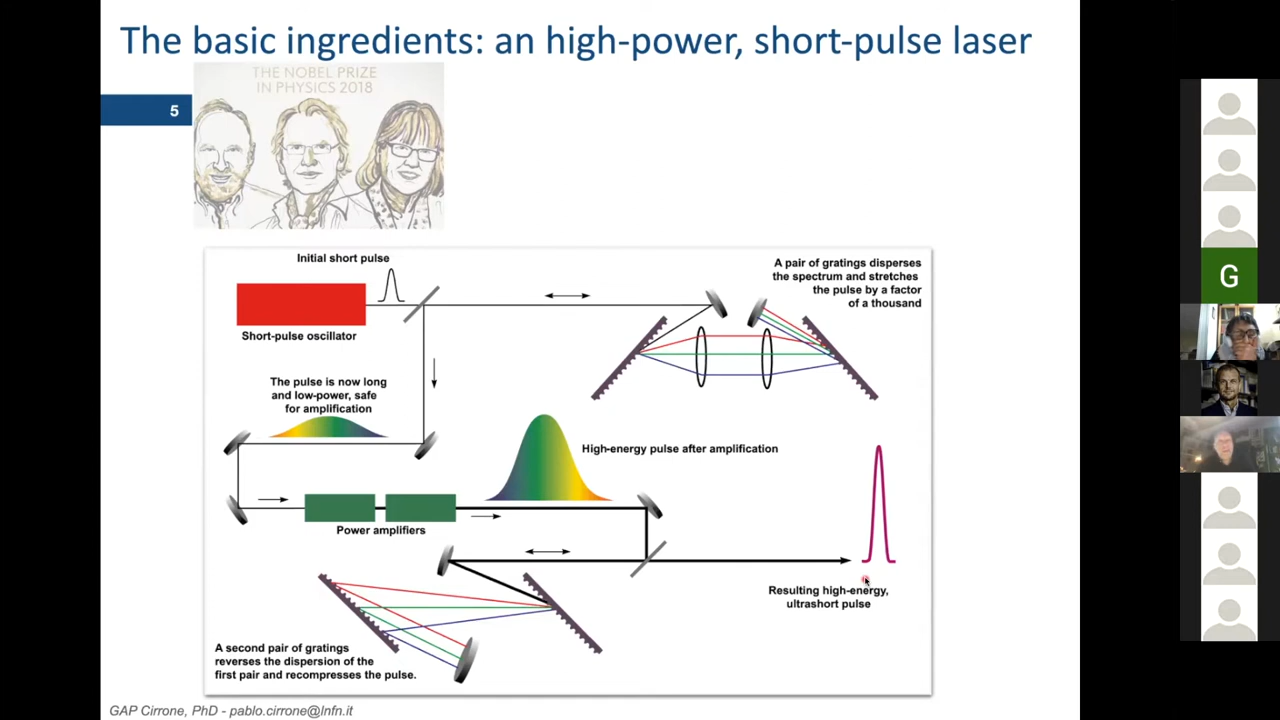 The basic ingredients: an high-power, short-pulse laser
THE NOBEL PRIZE
IN PHYSICS 2018
5
Initial short pulse
Short-pulse oscillator
A pair of gratings disperses
the spectrum and stretches
the pulse by a factor
of a thousand
The pulse is now long
and low-power, safe
for amplification
High-energy pulse after amplification
Power amplifiers
Resulting high-energy,
ultrashort pulse
A second pair of gratings
reverses the dispersion of the
first pair and recompresses the pulse.
GAP Cirrone, PhD - pablo.cirrone@lnfn.it
G